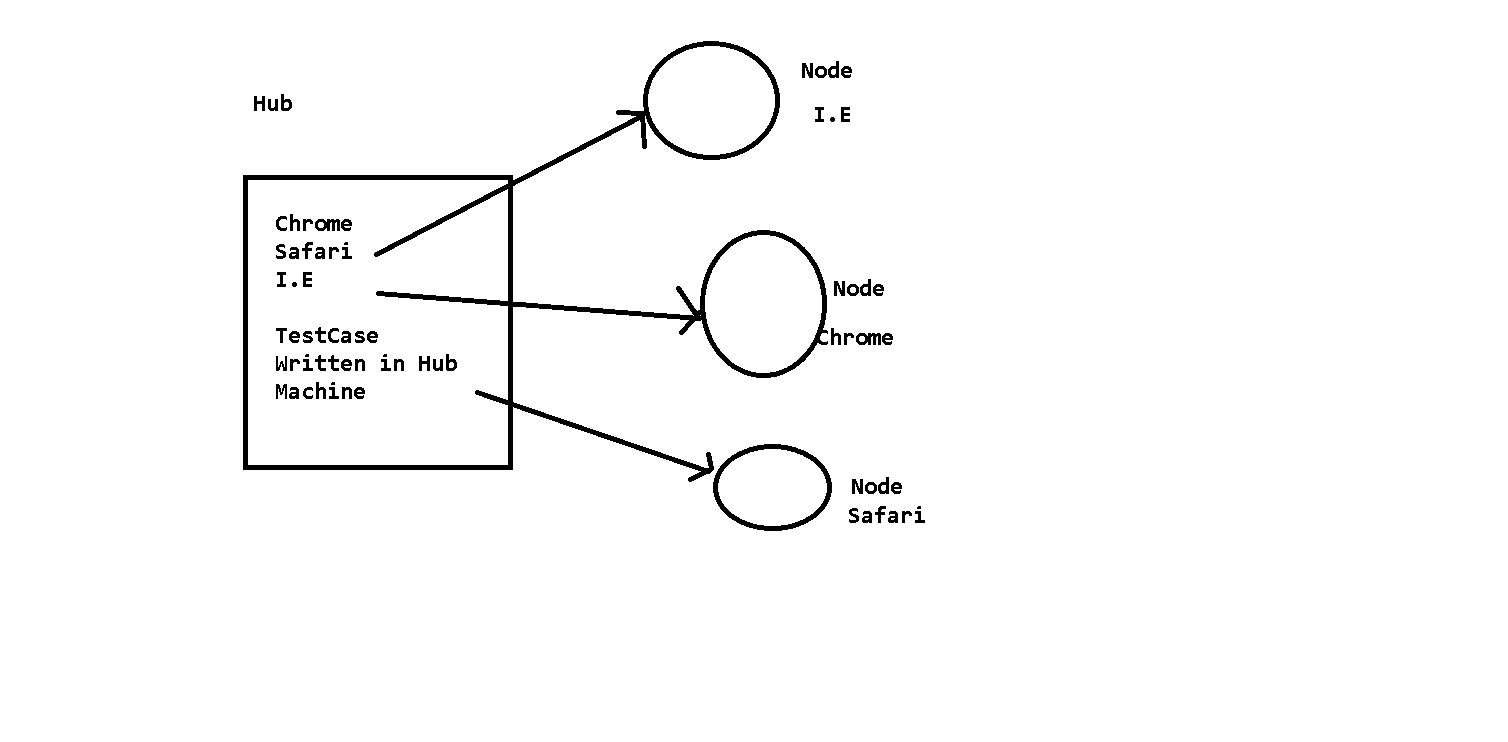 Hub
Chrome
Safari
I.E
TestCase
Written in Hub
Machine
Node
I.E
Node
Chrome
Node
Safari